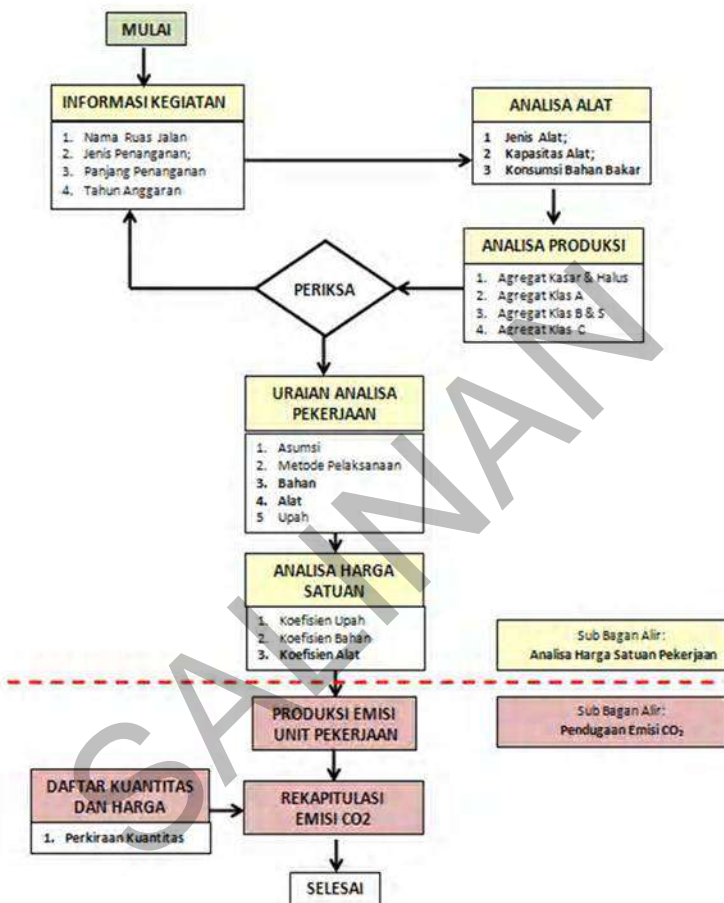 MULAI
INFORMASI KEGIATAN
1. Nama Ruas Jalan
2. Jenis Penanganan;
3. Panjang Penanganan
4. Tahun Anggaran
ANALISA ALAT
1 Jenis Alat;
2 Kapasitas Alat;
3 Konsumsi Bahan Bakar
ANALISA PRODUKSI
1. Agregat Kasar & Halus
2. Agregat Klas A
3. Agregat Klas B & S
4. Agregat Klas C
PERIKSA
URAIAN ANALISA
PEKERJAAN
1. Asumsi
2. Metode Pelaksanaan
3. Bahan
4. Alat
5 Upah
ANALISA HARGA
SATUAN
1. Koefisien Upah
2. Koefisien Bahan
3. Koefisien Alat
Sub Bagan Alir:
Analisa Harga Satuan Pekerjaan
PRODUKSI EMISI
UNIT PEKERJAAN
Sub Bagan Alir:
Pendugaan Emisi CO₂
DAFTAR KUANTITAS
DAN HARGA
1. Perkiraan Kuantitas
REKAPITULASI
EMISI CO2
SELESAI
SALINAN